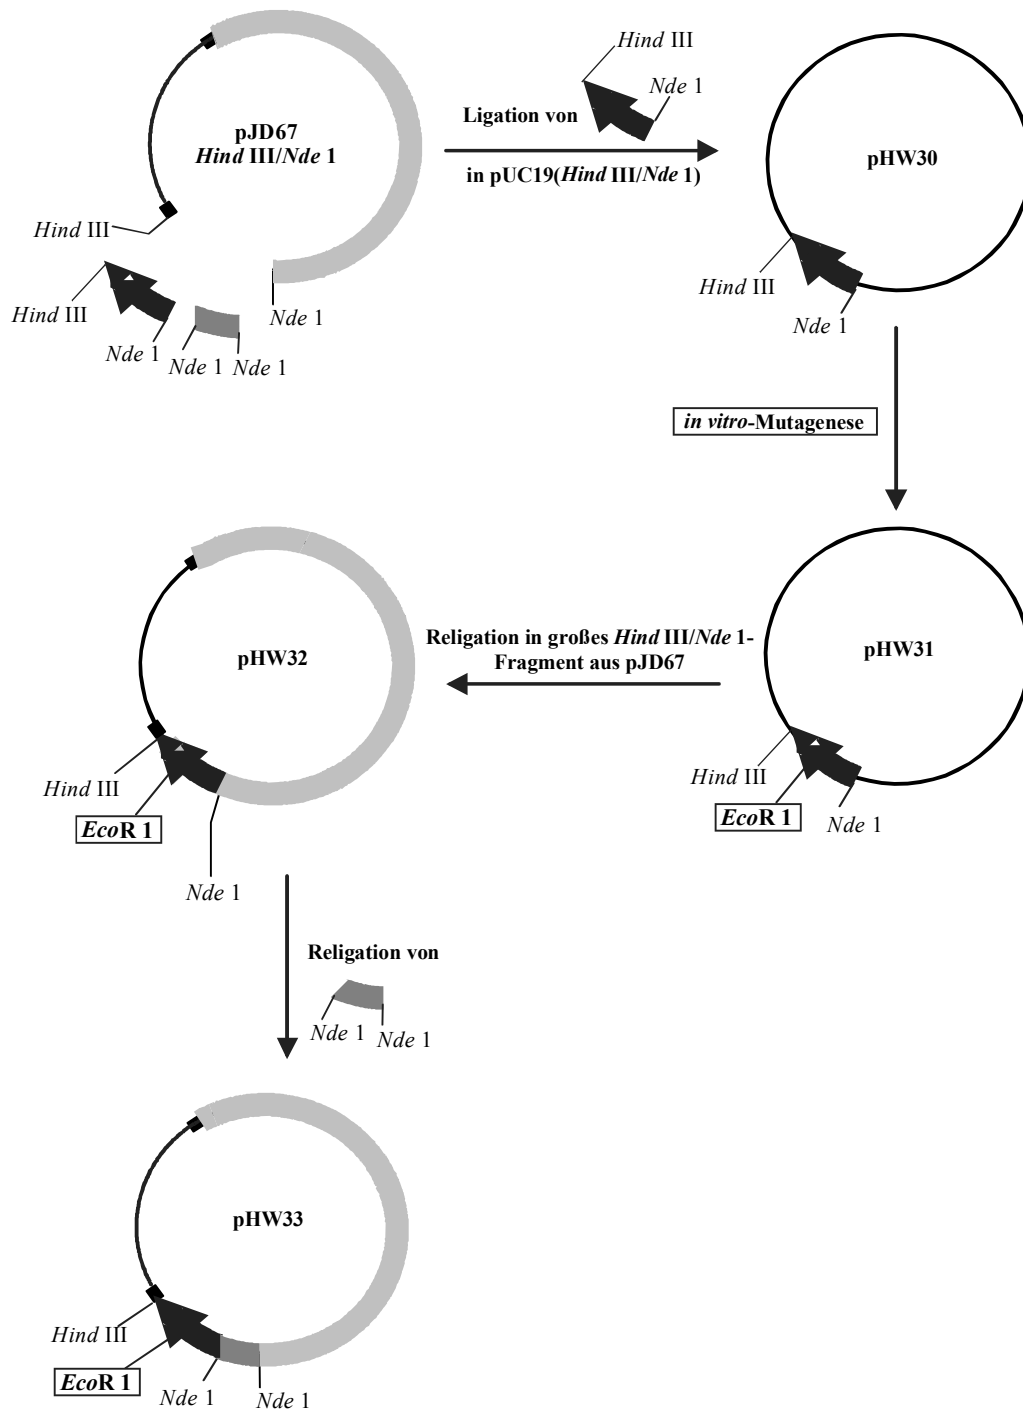 Hind III
Nde 1
Ligation von
in pUC19(Hind III/Nde 1)
pJD67
Hind III/Nde 1
pHW30
Hind III
Hind III
Nde 1
Nde 1
Nde 1
Nde 1
Hind III
Nde 1
in vitro-Mutagenese
pHW32
Religation in großes Hind III/Nde 1-
Fragment aus pJD67
pHW31
Hind III
EcoR 1
Nde 1
Hind III
EcoR 1
Nde 1
Religation von
Nde 1
Nde 1
pHW33
Hind III
EcoR 1
Nde 1
Nde 1